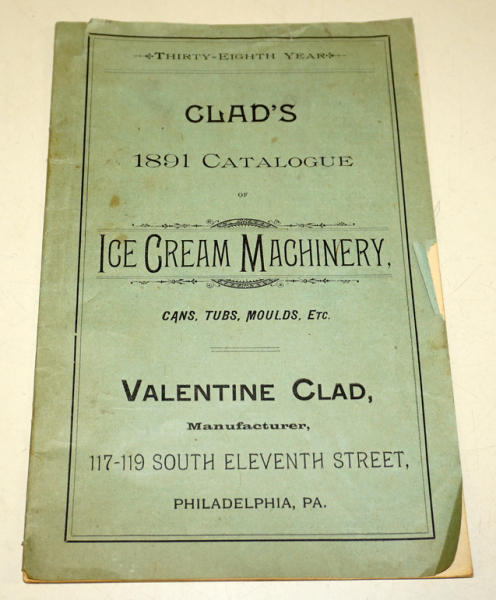 Thirty-Eighth Year
CLAD'S
1891 Catalogue
OF
Ice Cream Machinery,
CANS, TUBS, MOULDS, Etc.
Valentine Clad,
Manufacturer,
117-119 SOUTH ELEVENTH STREET,
PHILADELPHIA, PA.